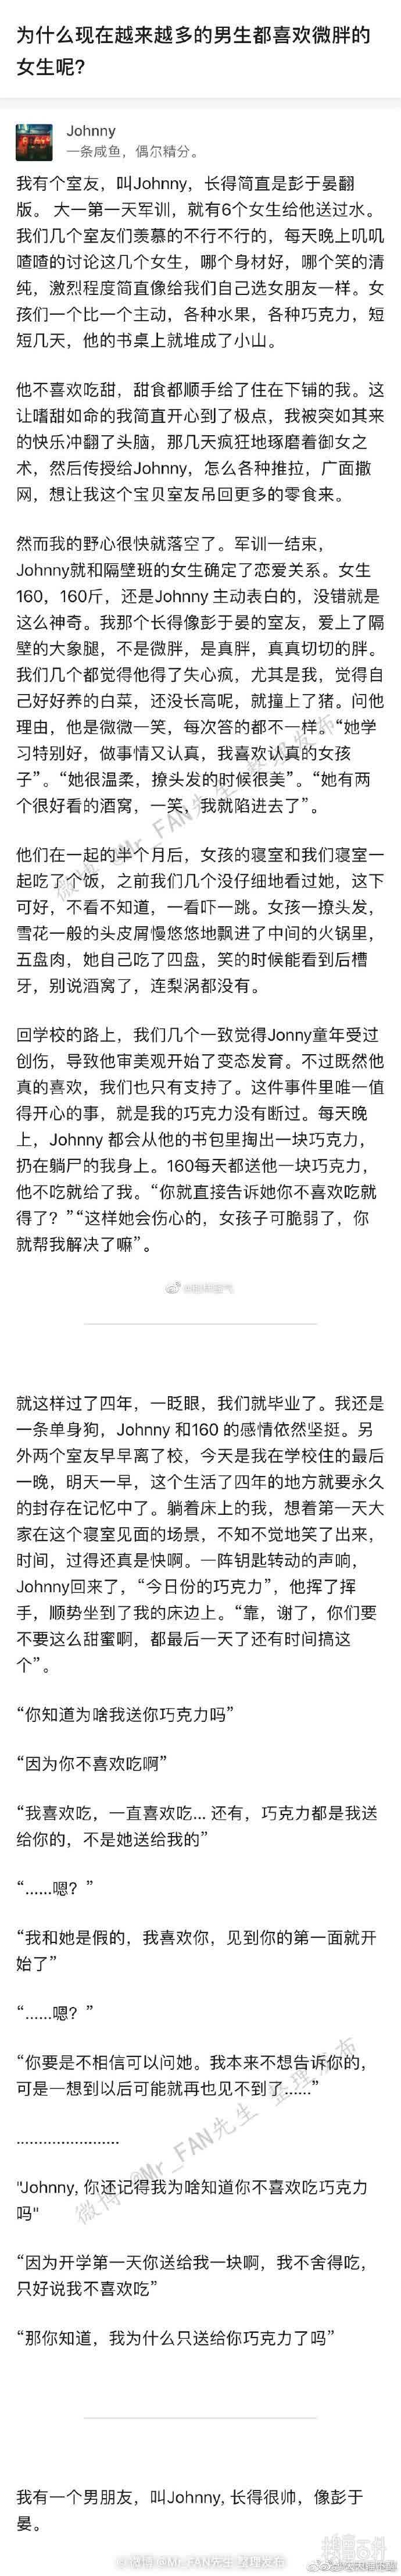 为什么现在越来越多的男生都喜欢微胖的
女生呢?
Johnny
一条咸鱼，偶尔精分。
我有个室友，叫Johnny，长得简直是彭于晏翻
版。 大一第一天军训，就有6个女生给他送过水。
我们几个室友们羡慕的不行不行的，每天晚上叽叽
喳喳的讨论这几个女生，哪个身材好，哪个笑的清
纯，激烈程度简直像给我们自己选女朋友一样。女
孩们一个比一个主动，各种水果，各种巧克力，短
短几天，他的书桌上就堆成了小山。
他不喜欢吃甜，甜食都顺手给了住在下铺的我。这
让嗜甜如命的我简直开心到了极点，我被突如其来
的快乐冲翻了头脑，那几天疯狂地琢磨着御女之
术，然后传授给Johnny，怎么各种推拉，广面撒
网，想让我这个宝贝室友吊回更多的零食来。
然而我的野心很快就落空了。军训一结束，
Johnny就和隔壁班的女生确定了恋爱关系。女生
160，160斤，还是Johnny 主动表白的，没错就是
这么神奇。我那个长得像彭于晏的室友，爱上了隔
壁的大象腿，不是微胖，是真胖，真真切切的胖。
我们几个都觉得他得了失心疯，尤其是我，觉得自
己好好养的白菜，还没长高呢，就撞上了猪。问他
理由，他是微微一笑，每次答的都不一样。“她学
习特别好，做事情又认真，我喜欢认真的女孩
子”。“她很温柔，撩头发的时候很美”。“她有两
个很好看的酒窝，一笑，我就陷进去了”。
他们在一起的三个月后，女孩的寝室和我们寝室一
起吃了个饭，之前我们几个没仔细地看过她，这下
可好，不看不知道，一看吓一跳。女孩一撩头发，
雪花一般的头皮屑慢悠悠地飘进了中间的火锅里，
五盘肉，她自己吃了四盘，笑的时候能看到后槽
牙，别说酒窝了，连梨涡都没有。
回学校的路上，我们几个一致觉得Jonny童年受过
创伤，导致他审美观开始了变态发育。不过既然他
真的喜欢，我们也只有支持了。这件事件里唯一值
得开心的事，就是我的巧克力没有断过。每天晚
上，Johnny 都会从他的书包里掏出一块巧克力，
扔在躺尸的我身上。160每天都送他一块巧克力，
他不吃就给了我。“你就直接告诉她你不喜欢吃就
得了？”“这样她会伤心的，女孩子可脆弱了，你
就帮我解决了嘛”。
就这样过了四年，一眨眼，我们就毕业了。我还是
一条单身狗，Johnny 和160 的感情依然坚挺。另
外两个室友早早离了校，今天是我在学校住的最后
一晚，明天一早，这个生活了四年的地方就要永久
的封存在记忆中了。躺着床上的我，想着第一天大
家在这个寝室见面的场景，不知不觉地笑了出来，
时间，过得还真是快啊。一阵钥匙转动的声响，
Johnny回来了，“今日份的巧克力”，他挥了挥
手，顺势坐到了我的床边上。“靠，谢了，你们要
不要这么甜蜜啊，都最后一天了还有时间搞这
个”。
“你知道为啥我送你巧克力吗”
“因为你不喜欢吃啊”
“我喜欢吃，一直喜欢吃... 还有，巧克力都是我送
给你的，不是她送给我的”
“......嗯？”
“我和她是假的，我喜欢你，见到你的第一面就开
始了”
“......嗯？”
“你要是不相信可以问她。我本来不想告诉你的，
可是一想到以后可能就再也见不到了......”
........................
"Johnny, 你还记得我为啥知道你不喜欢吃巧克力
吗"
“因为开学第一天你送给我一块啊，我不舍得吃，
只好说我不喜欢吃”
“那你知道，我为什么只送给你巧克力了吗”
我有一个男朋友，叫Johnny, 长得很帅，像彭于
晏。
微博 @Mr_FAN先生 整理发布
微博 @Mr_FAN先生 整理发布
@微博 @Mr_FAN先生 整理发布